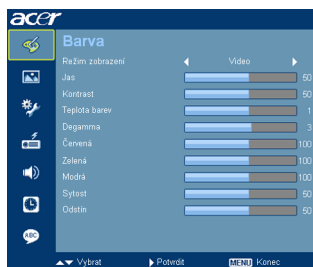 acer
Barva
Režim zobrazení Video
Jas 50
Kontrast 50
Teplota barev 1
Degamma 3
Červená 100
Zelená 100
Modrá 100
Sytost 50
Odstín 50
ABC
Vybrat Potvrdit MENU Konec